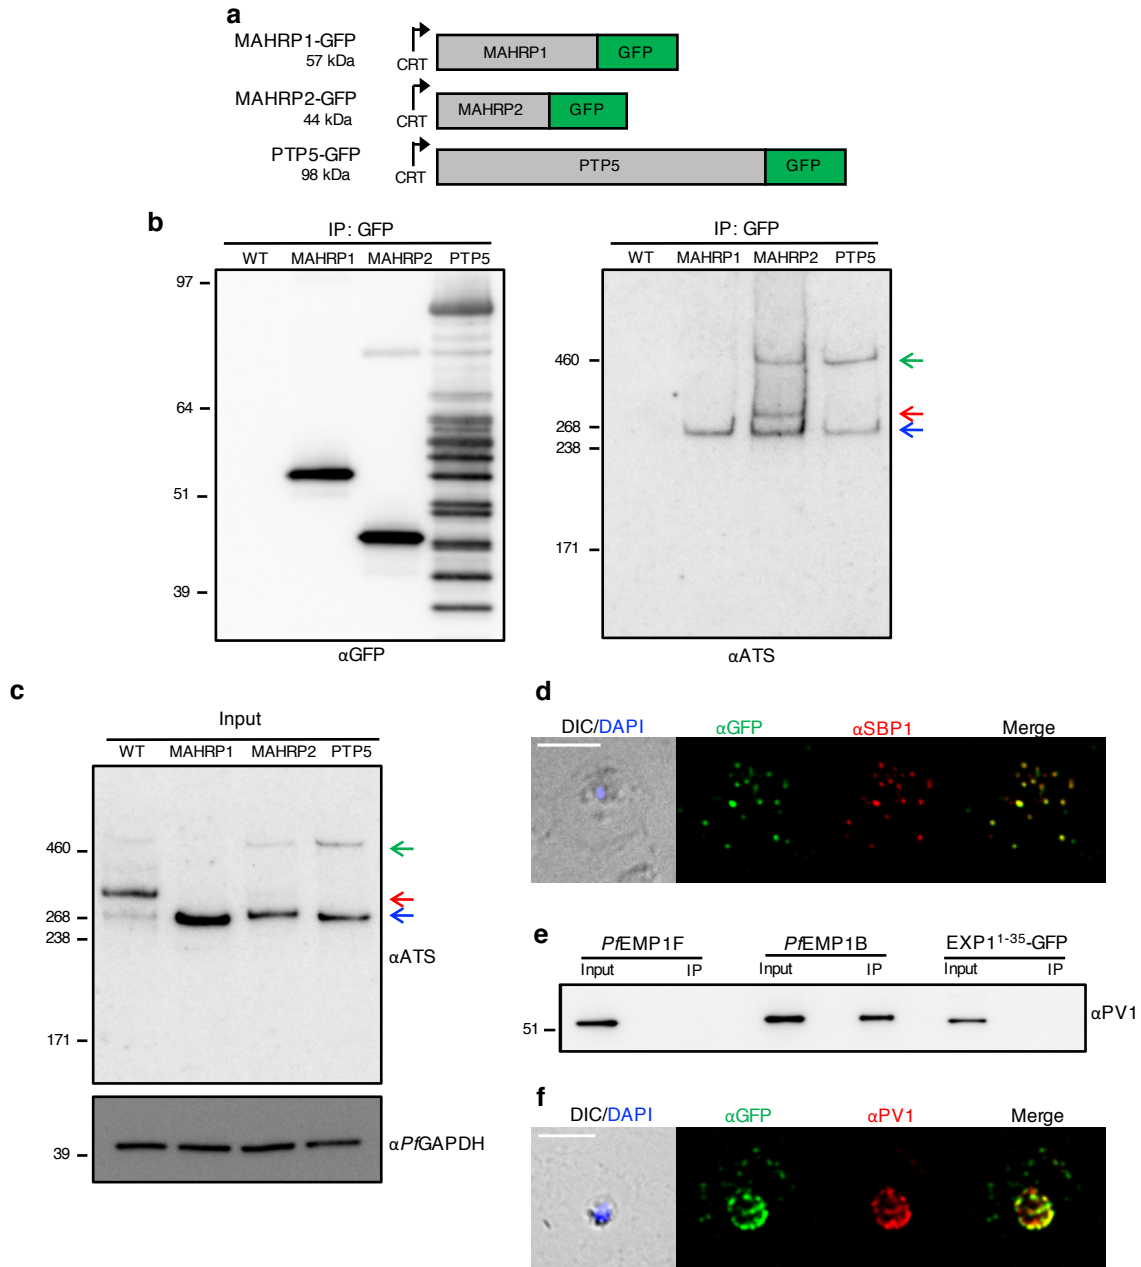 a
MAHRP1-GFP
57 kDa
CRT
MAHRP1
GFP
MAHRP2-GFP
44 kDa
CRT
MAHRP2
GFP
PTP5-GFP
98 kDa
CRT
PTP5
GFP
b
IP: GFP
WT MAHRP1 MAHRP2 PTP5
97
64
51
39
αGFP
IP: GFP
WT MAHRP1 MAHRP2 PTP5
460
268
238
171
αATS
c
Input
WT MAHRP1 MAHRP2 PTP5
460
268
238
171
αATS
39
αPfGAPDH
d
DIC/DAPI αGFP αSBP1 Merge
e
PfEMP1F PfEMP1B EXP1¹⁻³⁵-GFP
Input IP Input IP Input IP
51
αPV1
f
DIC/DAPI αGFP αPV1 Merge